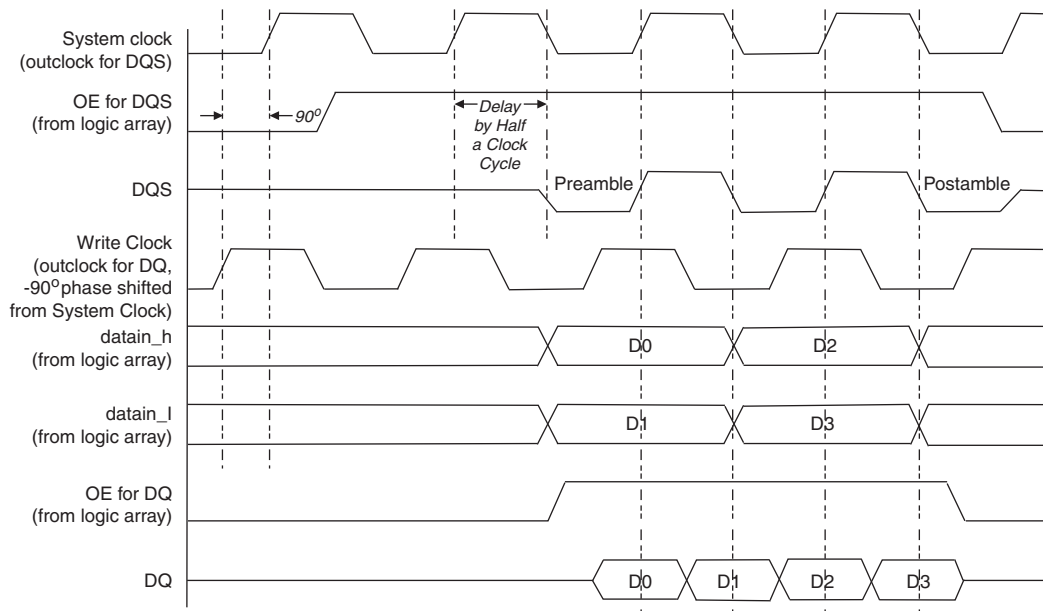 System clock
(outclock for DQS)
OE for DQS
(from logic array)
90°
Delay
by Half
a Clock
Cycle
DQS
Preamble
Postamble
Write Clock
(outclock for DQ,
-90° phase shifted
from System Clock)
datain_h
(from logic array)
D0
D2
datain_l
(from logic array)
D1
D3
OE for DQ
(from logic array)
DQ
D0
D1
D2
D3